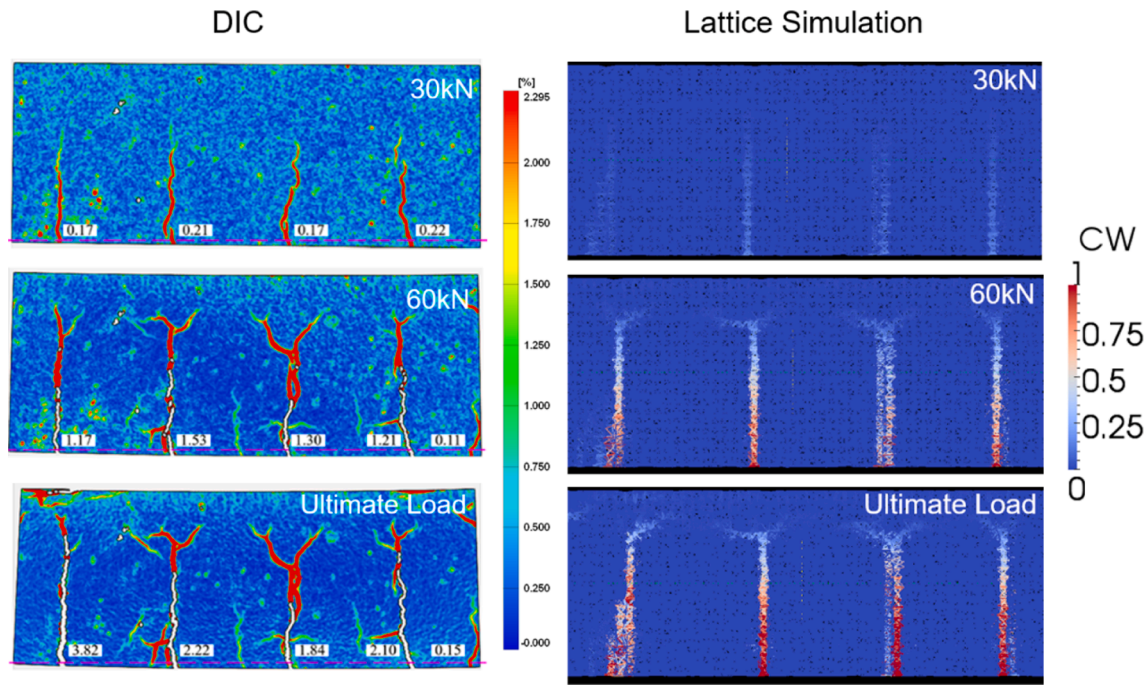 DIC
Lattice Simulation
30kN
0.17 0.21 0.17 0.22
60kN
1.17 1.53 1.30 1.21 0.11
Ultimate Load
3.82 2.22 1.84 2.10 0.15
[%]
2.295
2.000
1.750
1.500
1.250
1.000
0.750
0.500
0.250
-0.000
30kN
60kN
Ultimate Load
CW
1
0.75
0.5
0.25
0